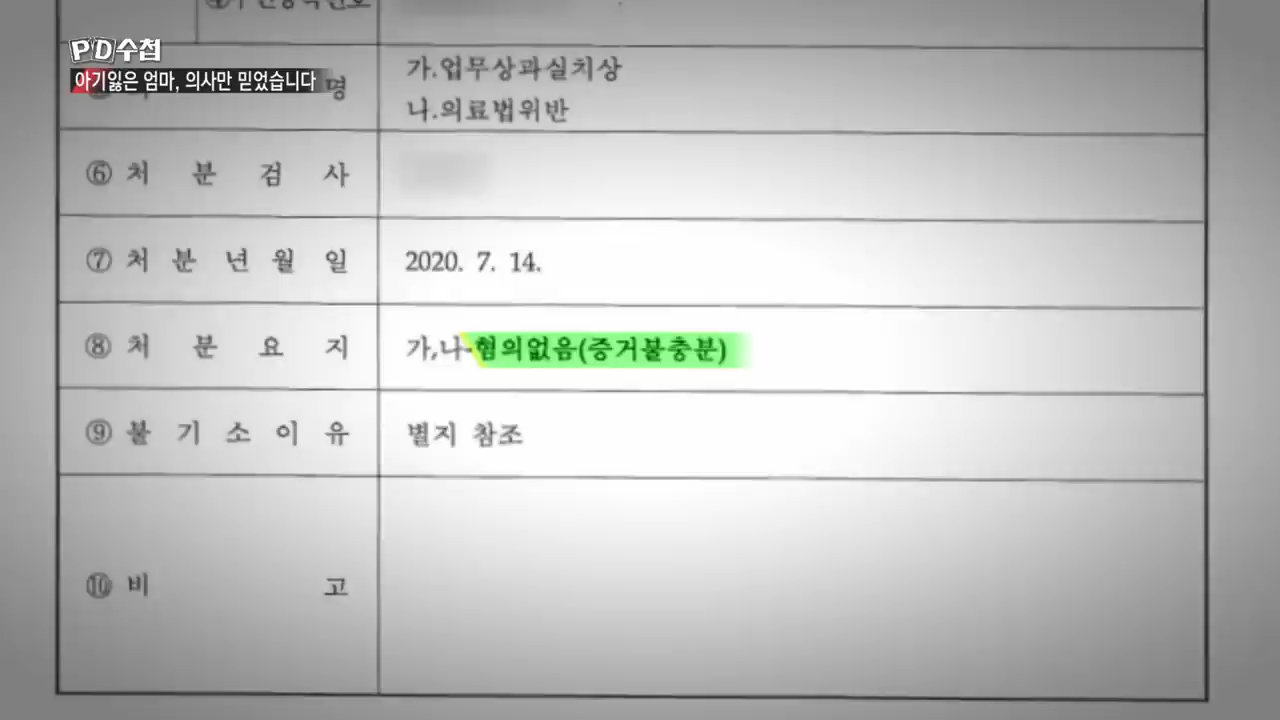 PD수첩
아기잃은 엄마, 의사만 믿었습니다
명
가.업무상과실치상
나.의료법위반
⑥ 처 분 검 사
⑦ 처 분 년 월 일 2020. 7. 14.
⑧ 처 분 요 지 가,나-혐의없음(증거불충분)
⑨ 불 기 소 이 유 별지 참조
⑩ 비 고